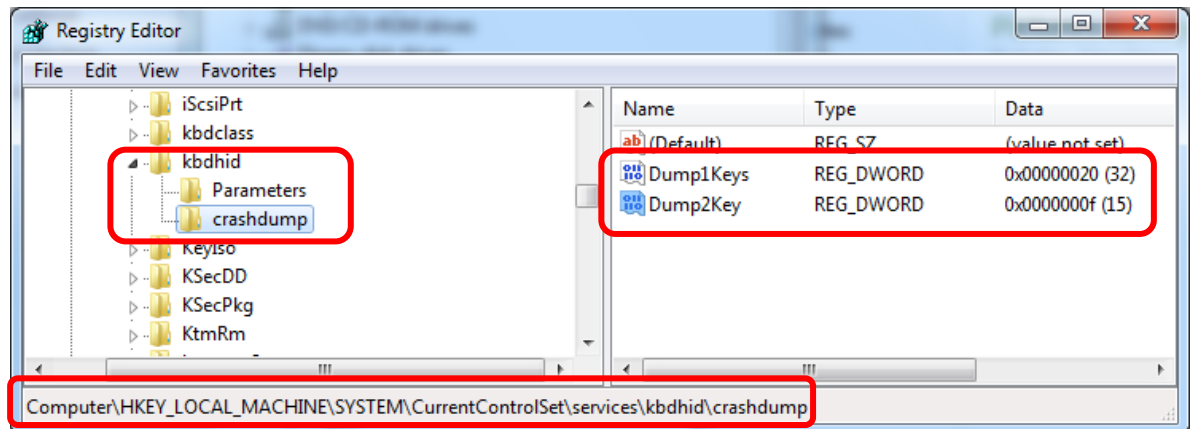 Registry Editor
File Edit View Favorites Help
iScsiPrt
kbdclass
kbdhid
Parameters
crashdump
KeyIso
KSecDD
KSecPkg
KtmRm
Name Type Data
(Default) REG_SZ (value not set)
Dump1Keys REG_DWORD 0x00000020 (32)
Dump2Key REG_DWORD 0x0000000f (15)
Computer\HKEY_LOCAL_MACHINE\SYSTEM\CurrentControlSet\services\kbdhid\crashdump